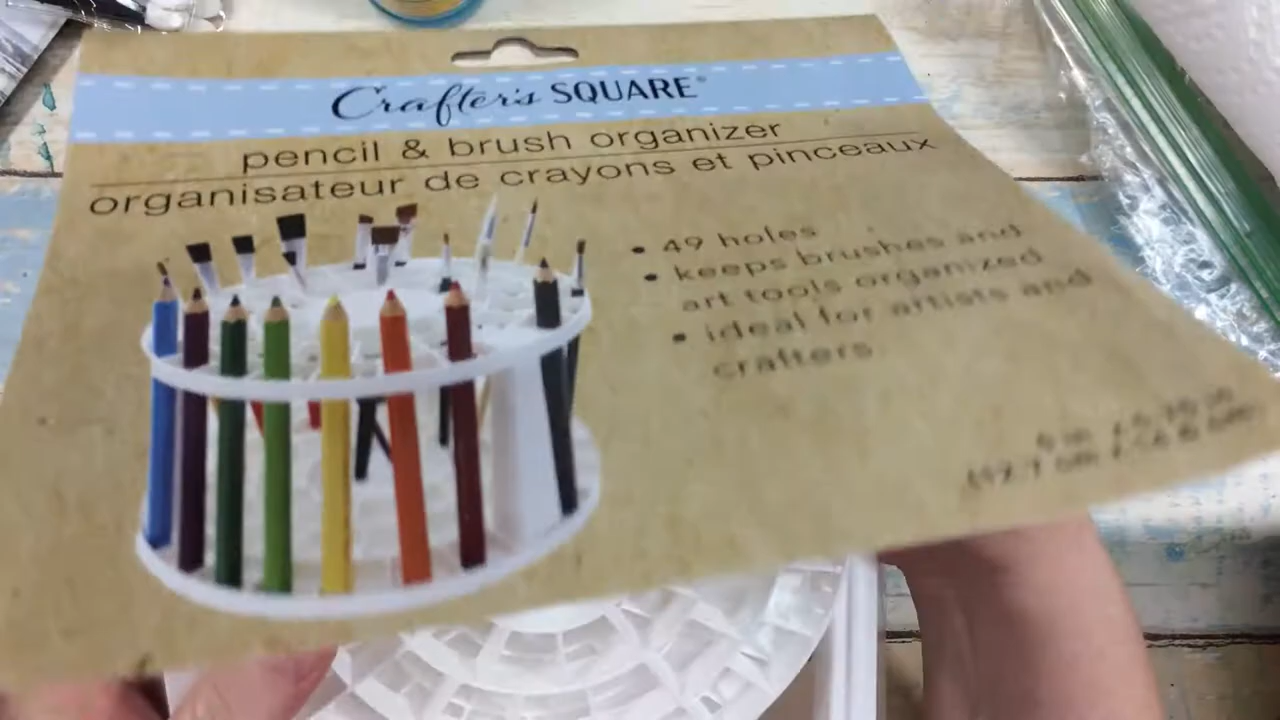 Crafter's SQUARE®
pencil & brush organizer
organisateur de crayons et pinceaux
• 49 holes
• keeps brushes and
art tools organized
• ideal for artists and
crafters